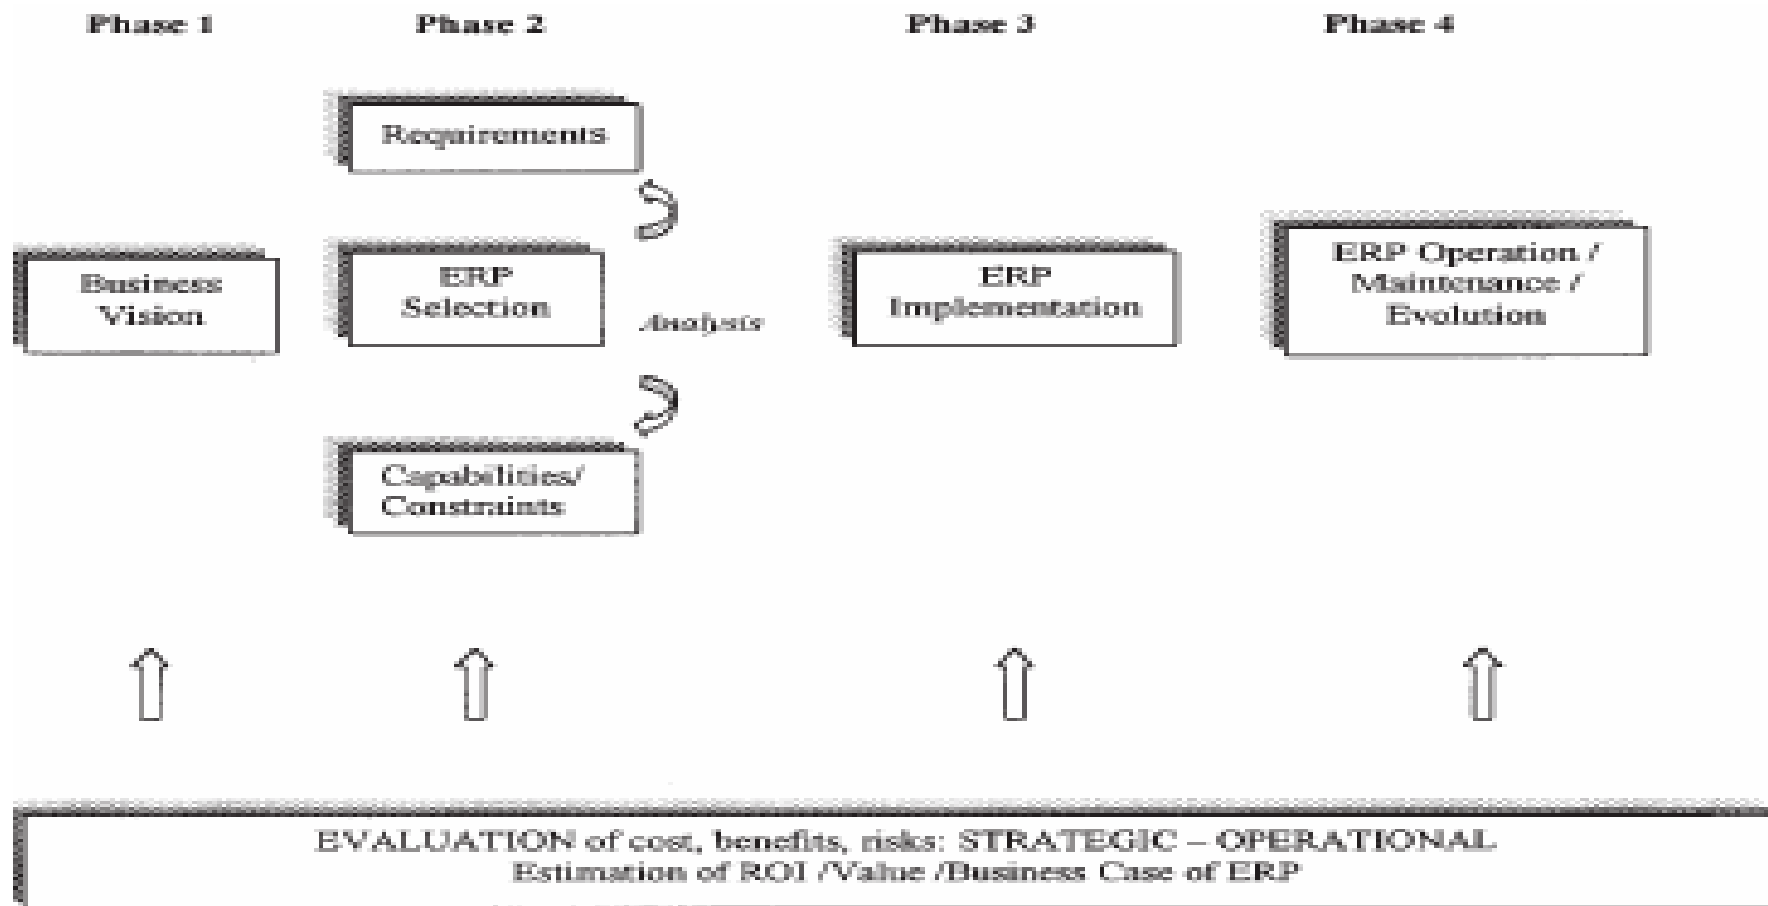 Phase 1 Phase 2 Phase 3 Phase 4
Requirements
Business
Vision
ERP
Selection
Analysis
ERP
Implementation
ERP Operation /
Maintenance /
Evolution
Capabilities/
Constraints
EVALUATION of cost, benefits, risks: STRATEGIC – OPERATIONAL
Estimation of ROI /Value /Business Case of ERP